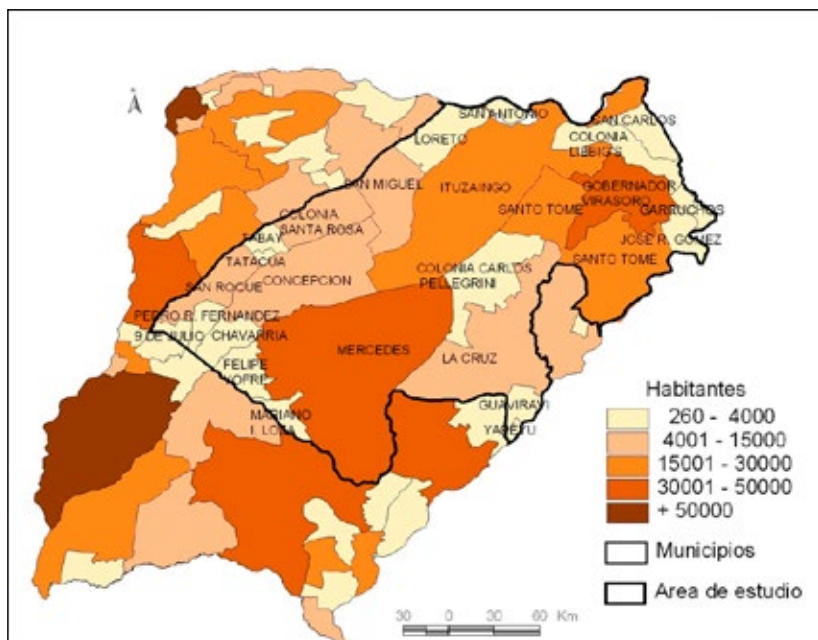 SAN ANTONIO
SAN CARLOS
LORETO
COLONIA
LIEBIG'S
SAN MIGUEL
ITUZAINGO
GOBERNADOR
VIRASORO
GARRUCHOS
SANTO TOME
COLONIA
SANTA ROSA
TABAY
JOSE R. GOMEZ
SANTO TOME
TATACUA
COLONIA CARLOS
PELLEGRINI
CONCEPCION
SAN ROQUE
PEDRO R. FERNANDEZ
9 DE JULIO
CHAVARRIA
MERCEDES
LA CRUZ
FELIPE
YOFRE
GUAVIRAVI
MARIANO
I. LOZA
YAPEYU
Habitantes
260 - 4000
4001 - 15000
15001 - 30000
30001 - 50000
+ 50000
Municipios
Area de estudio
30 0 30 60 Km